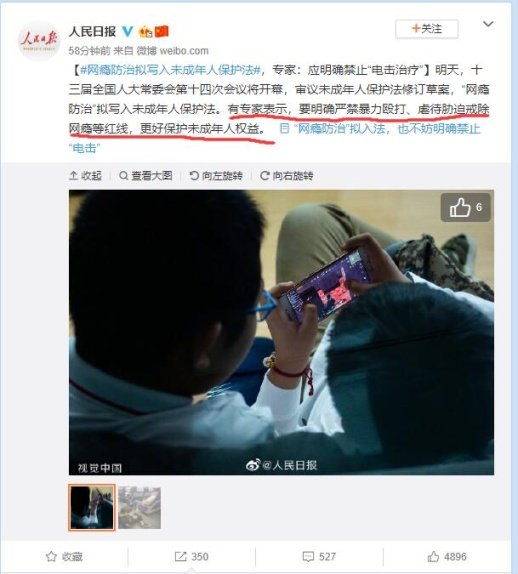 人民日报
人民日报
+关注
58分钟前 来自 微博 weibo.com
【#网瘾防治拟写入未成年人保护法#，专家：应明确禁止“电击治疗”】明天，十
三届全国人大常委会第十四次会议将开幕，审议未成年人保护法修订草案，“网瘾
防治”拟写入未成年人保护法。有专家表示，要明确严禁暴力殴打、虐待胁迫戒除
网瘾等红线，更好保护未成年人权益。 “网瘾防治”拟入法，也不妨明确禁止
“电击”
收起 查看大图 向左旋转 向右旋转
6
视觉中国
@人民日报
收藏 350 527 4896